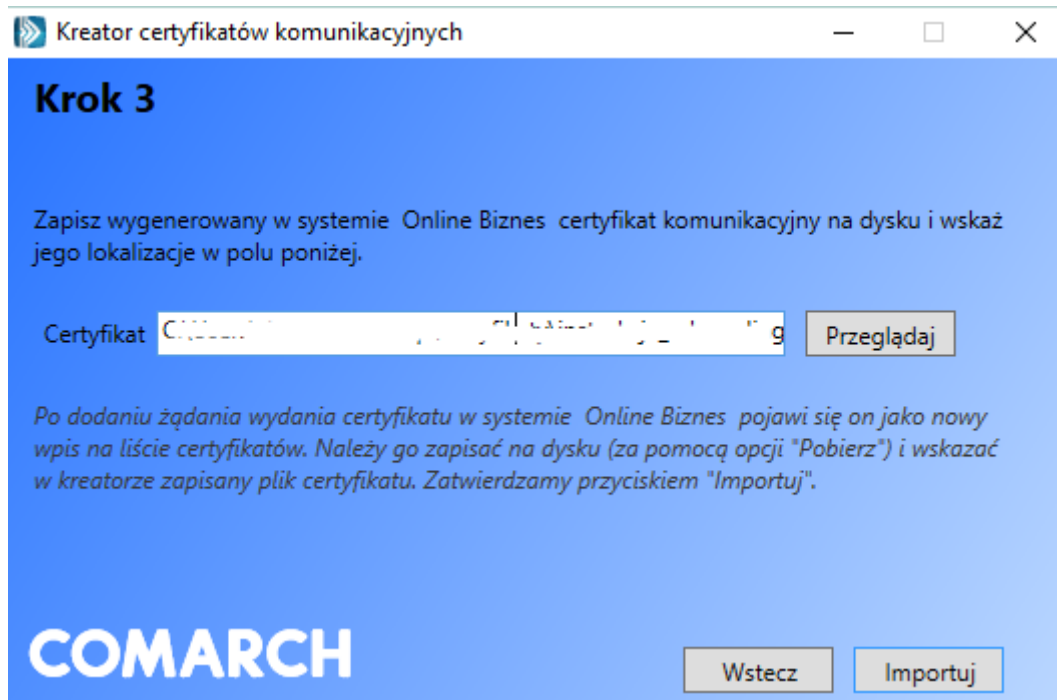 Kreator certyfikatów komunikacyjnych
Krok 3
Zapisz wygenerowany w systemie Online Biznes certyfikat komunikacyjny na dysku i wskaż
jego lokalizacje w polu poniżej.
Certyfikat
Przeglądaj
Po dodaniu żądania wydania certyfikatu w systemie Online Biznes pojawi się on jako nowy
wpis na liście certyfikatów. Należy go zapisać na dysku (za pomocą opcji "Pobierz") i wskazać
w kreatorze zapisany plik certyfikatu. Zatwierdzamy przyciskiem "Importuj".
COMARCH
Wstecz
Importuj